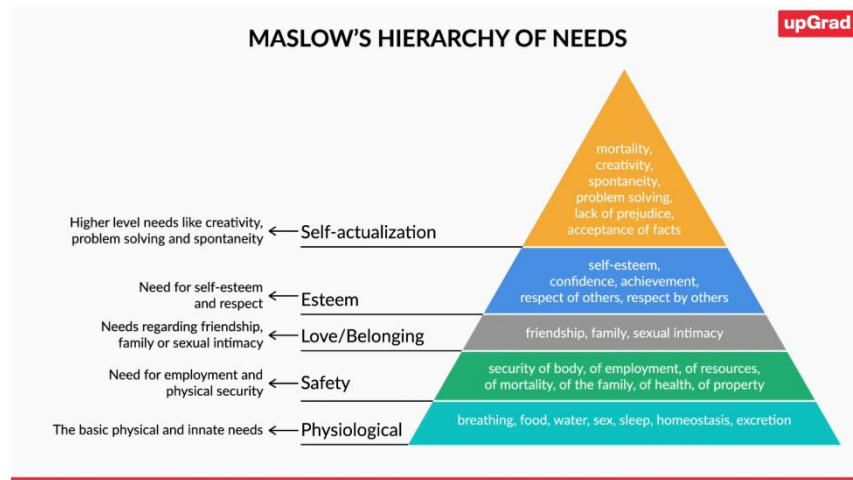 upGrad
MASLOW'S HIERARCHY OF NEEDS
mortality,
creativity,
spontaneity,
problem solving,
lack of prejudice,
acceptance of facts
Higher level needs like creativity,
problem solving and spontaneity
Self-actualization
self-esteem,
confidence, achievement,
respect of others, respect by others
Need for self-esteem
and respect
Esteem
Needs regarding friendship,
family or sexual intimacy
Love/Belonging
friendship, family, sexual intimacy
Need for employment and
physical security
Safety
security of body, of employment, of resources,
of mortality, of the family, of health, of property
The basic physical and innate needs
Physiological
breathing, food, water, sex, sleep, homeostasis, excretion